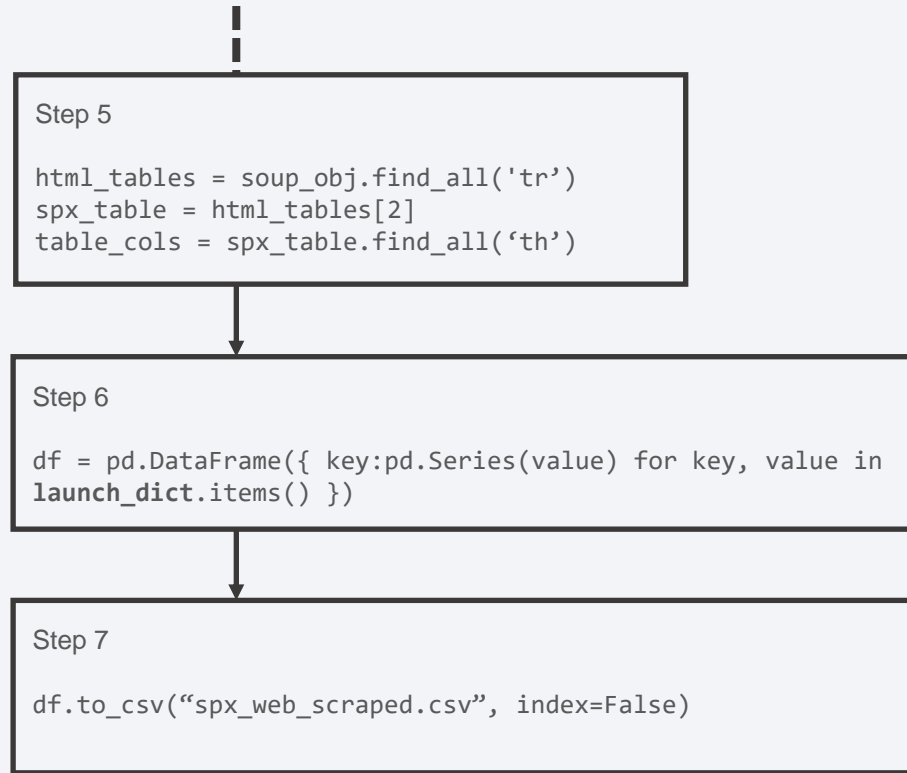 Step 5
html_tables = soup_obj.find_all('tr’)
spx_table = html_tables[2]
table_cols = spx_table.find_all(‘th’)
Step 6
df = pd.DataFrame({ key:pd.Series(value) for key, value in
launch_dict.items() })
Step 7
df.to_csv(“spx_web_scraped.csv”, index=False)